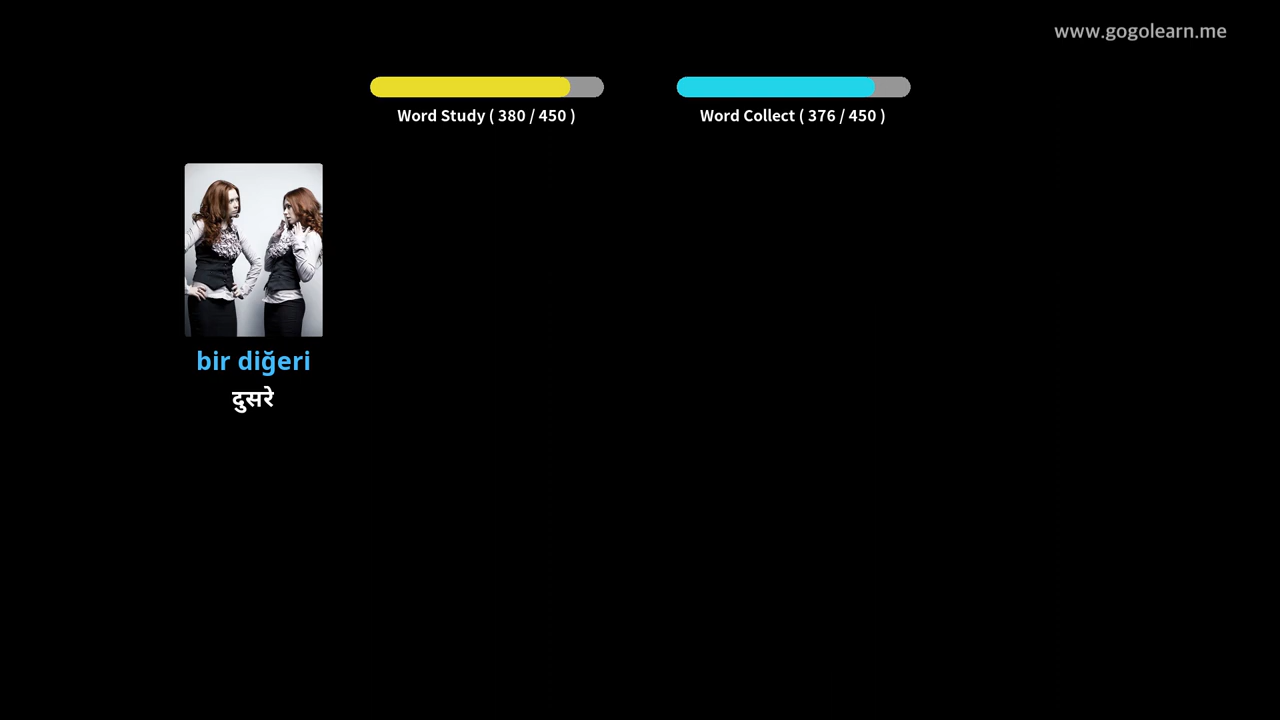 www.gogolearn.me
Word Study ( 380 / 450 )
Word Collect ( 376 / 450 )
bir diğeri
दुसरे